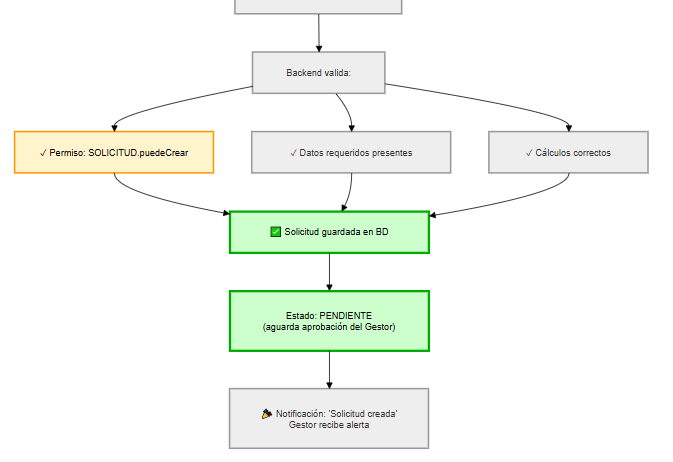 Backend valida:
✓ Permiso: SOLICITUD.puedeCrear
✓ Datos requeridos presentes
✓ Cálculos correctos
✅ Solicitud guardada en BD
Estado: PENDIENTE
(aguarda aprobación del Gestor)
🎉 Notificación: 'Solicitud creada'
Gestor recibe alerta